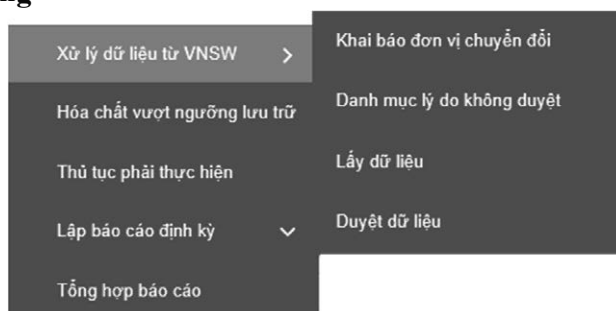 Xử lý dữ liệu từ VNSW
Hóa chất vượt ngưỡng lưu trữ
Thủ tục phải thực hiện
Lập báo cáo định kỳ
Tổng hợp báo cáo
Khai báo đơn vị chuyển đổi
Danh mục lý do không duyệt
Lấy dữ liệu
Duyệt dữ liệu